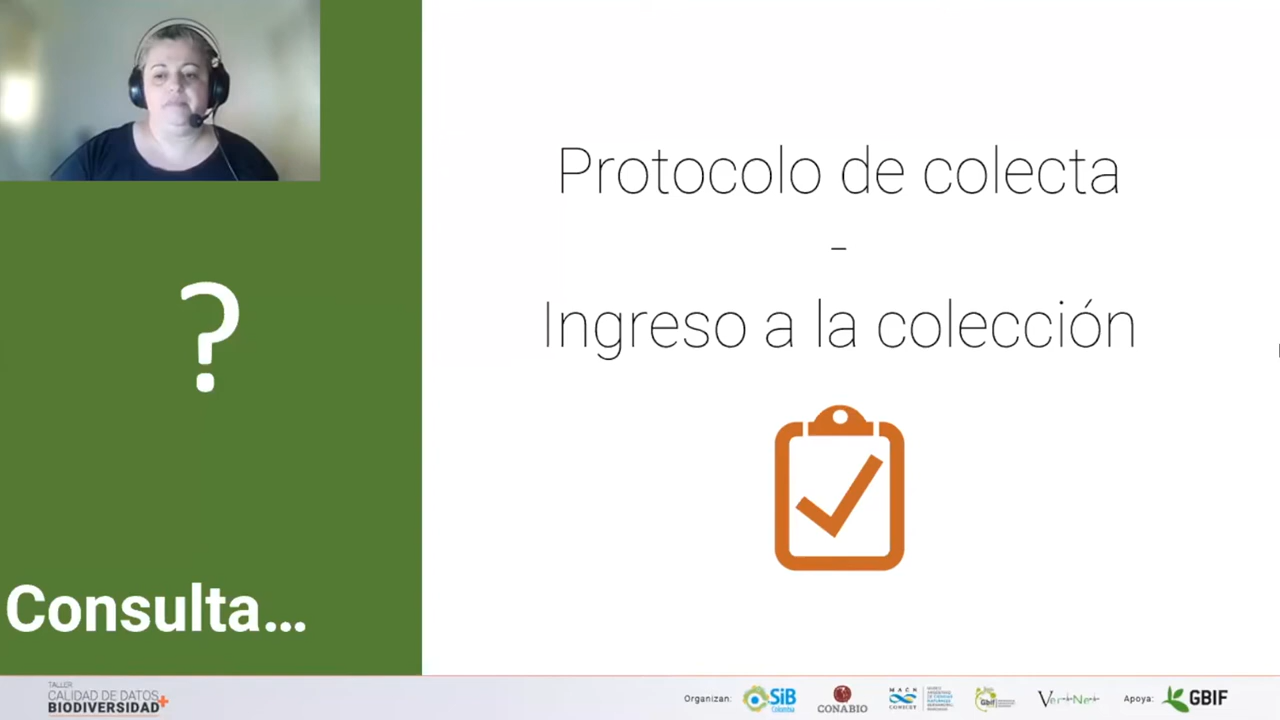 ?
Consulta...
Protocolo de colecta
-
Ingreso a la colección
TALLER
CALIDAD DE DATOS
BIODIVERSIDAD+
Organizan:
SiB
Colombia
CONABIO
MACN
CONICET
Gbif
VertNet
Apoya:
GBIF